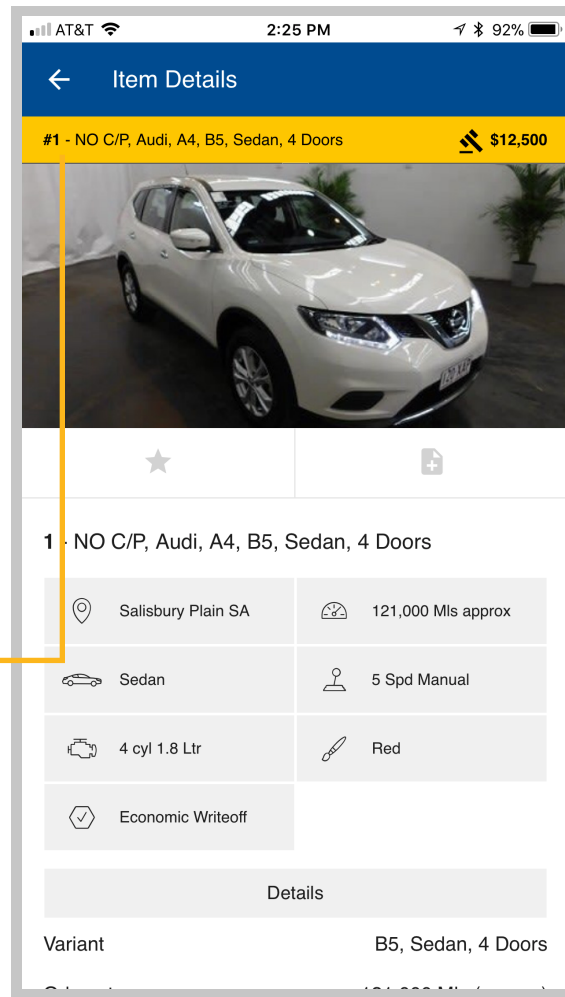 AT&T 2:25 PM 92%
Item Details
#1 - NO C/P, Audi, A4, B5, Sedan, 4 Doors $12,500
1 - NO C/P, Audi, A4, B5, Sedan, 4 Doors
Salisbury Plain SA 121,000 Mls approx
Sedan 5 Spd Manual
4 cyl 1.8 Ltr Red
Economic Writeoff
Details
Variant B5, Sedan, 4 Doors